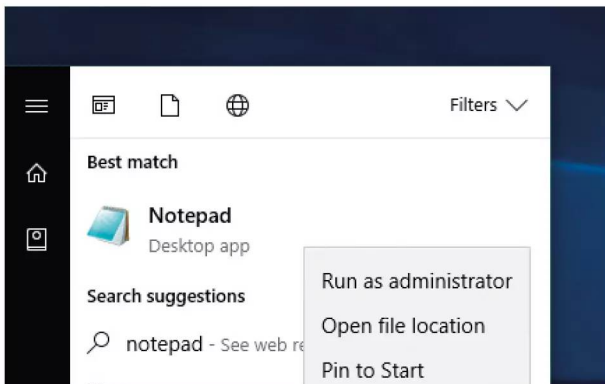 Filters
Best match
Notepad
Desktop app
Search suggestions
notepad - See web
Run as administrator
Open file location
Pin to Start